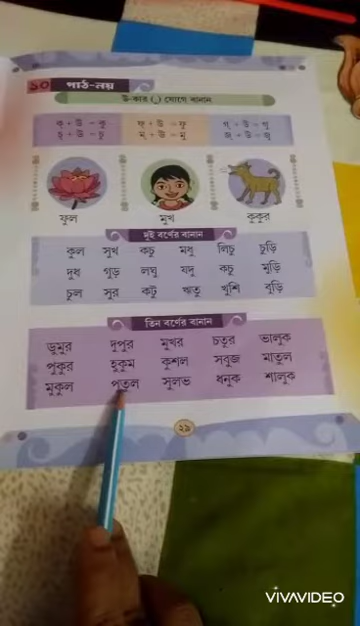 ১০ পাঠ-নয়
উ-কার ( ু ) যোগে বানান
ক্ + উ = কু ফ্ + উ = ফু গ্ + উ = গু
চ্ + উ = চু ম্ + উ = মু
ফুল মুখ কুকুর
দুই বর্ণের বানান
কুল সুখ কচু মধু লিচু চুড়ি
দুধ গুড় লঘু যদু কচু মুড়ি
চুল সুর কটু ঋতু খুশি বুড়ি
তিন বর্ণের বানান
ডুমুর দুপুর মুখর চতুর ভালুক
পুকুর হুকুম কুশল সবুজ মাতুল
মুকুল পুতুল সুলভ ধনুক শালুক
২৯
VIVAVIDEO